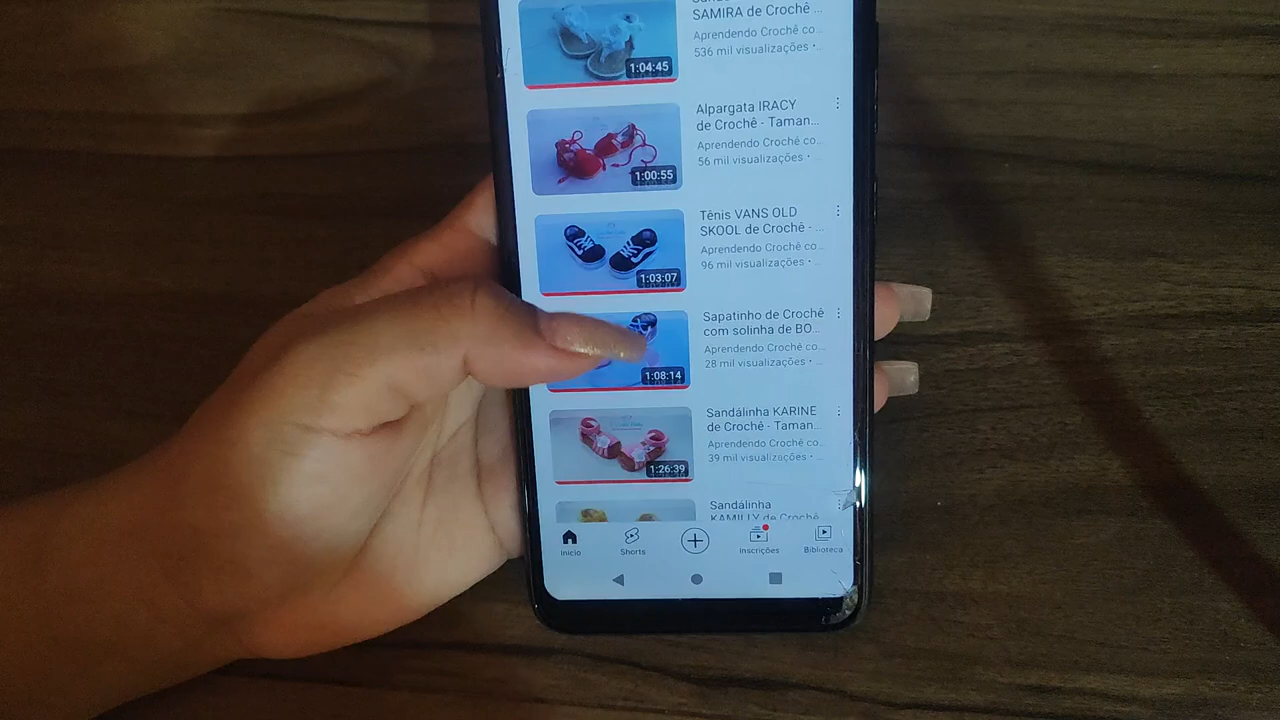 SAMIRA de Crochê ...
Aprendendo Crochê co...
536 mil visualizações •...
1:04:45
Alpargata IRACY
de Crochê - Taman...
Aprendendo Crochê co...
56 mil visualizações • ...
1:00:55
Tênis VANS OLD
SKOOL de Crochê - ...
Aprendendo Crochê co...
96 mil visualizações • ...
1:03:07
Sapatinho de Crochê
com solinha de BO...
Aprendendo Crochê co...
28 mil visualizações • ...
1:08:14
Sandálinha KARINE
de Crochê - Taman...
Aprendendo Crochê co...
39 mil visualizações • ...
1:26:39
Sandálinha
KAMILLY de Crochê
Início
Shorts
Inscrições
Biblioteca